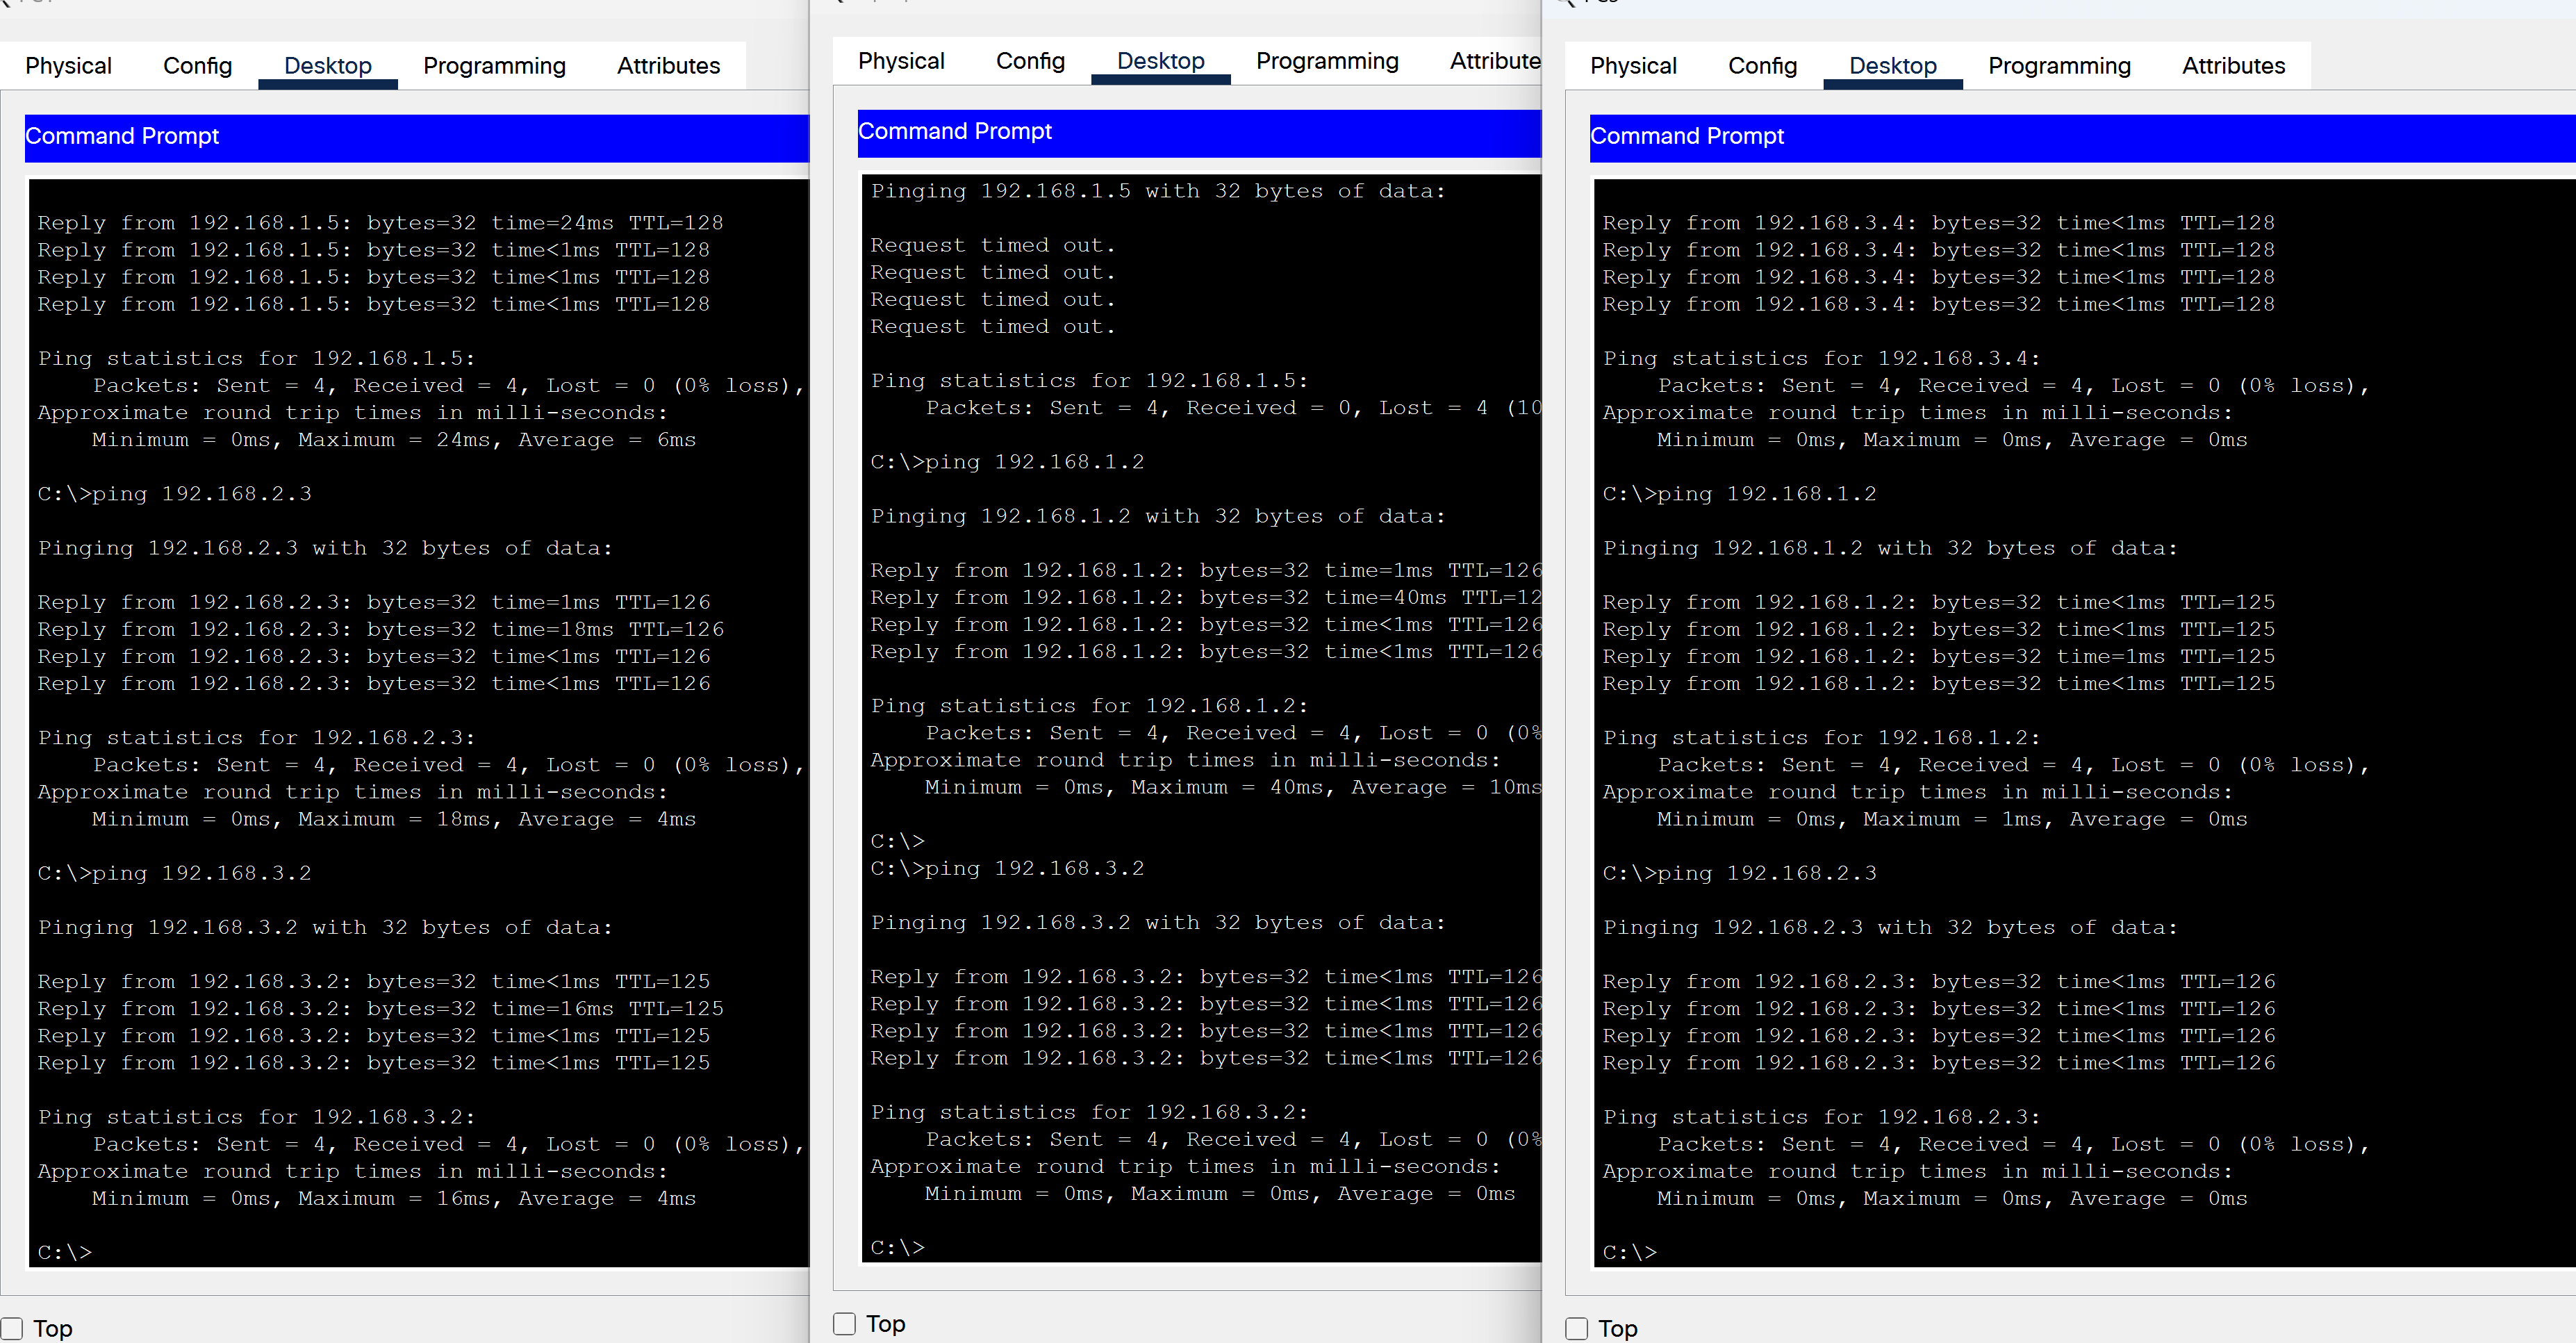 Physical Config Desktop Programming Attributes
Command Prompt
Reply from 192.168.1.5: bytes=32 time=24ms TTL=128
Reply from 192.168.1.5: bytes=32 time<1ms TTL=128
Reply from 192.168.1.5: bytes=32 time<1ms TTL=128
Reply from 192.168.1.5: bytes=32 time<1ms TTL=128
Ping statistics for 192.168.1.5:
Packets: Sent = 4, Received = 4, Lost = 0 (0% loss),
Approximate round trip times in milli-seconds:
Minimum = 0ms, Maximum = 24ms, Average = 6ms
C:\>ping 192.168.2.3
Pinging 192.168.2.3 with 32 bytes of data:
Reply from 192.168.2.3: bytes=32 time=1ms TTL=126
Reply from 192.168.2.3: bytes=32 time=18ms TTL=126
Reply from 192.168.2.3: bytes=32 time<1ms TTL=126
Reply from 192.168.2.3: bytes=32 time<1ms TTL=126
Ping statistics for 192.168.2.3:
Packets: Sent = 4, Received = 4, Lost = 0 (0% loss),
Approximate round trip times in milli-seconds:
Minimum = 0ms, Maximum = 18ms, Average = 4ms
C:\>ping 192.168.3.2
Pinging 192.168.3.2 with 32 bytes of data:
Reply from 192.168.3.2: bytes=32 time<1ms TTL=125
Reply from 192.168.3.2: bytes=32 time=16ms TTL=125
Reply from 192.168.3.2: bytes=32 time<1ms TTL=125
Reply from 192.168.3.2: bytes=32 time<1ms TTL=125
Ping statistics for 192.168.3.2:
Packets: Sent = 4, Received = 4, Lost = 0 (0% loss),
Approximate round trip times in milli-seconds:
Minimum = 0ms, Maximum = 16ms, Average = 4ms
C:\>
Top
Physical Config Desktop Programming Attribute
Command Prompt
Pinging 192.168.1.5 with 32 bytes of data:
Request timed out.
Request timed out.
Request timed out.
Request timed out.
Ping statistics for 192.168.1.5:
Packets: Sent = 4, Received = 0, Lost = 4 (10
C:\>ping 192.168.1.2
Pinging 192.168.1.2 with 32 bytes of data:
Reply from 192.168.1.2: bytes=32 time=1ms TTL=126
Reply from 192.168.1.2: bytes=32 time=40ms TTL=12
Reply from 192.168.1.2: bytes=32 time<1ms TTL=126
Reply from 192.168.1.2: bytes=32 time<1ms TTL=126
Ping statistics for 192.168.1.2:
Packets: Sent = 4, Received = 4, Lost = 0 (0%
Approximate round trip times in milli-seconds:
Minimum = 0ms, Maximum = 40ms, Average = 10ms
C:\>
C:\>ping 192.168.3.2
Pinging 192.168.3.2 with 32 bytes of data:
Reply from 192.168.3.2: bytes=32 time<1ms TTL=126
Reply from 192.168.3.2: bytes=32 time<1ms TTL=126
Reply from 192.168.3.2: bytes=32 time<1ms TTL=126
Reply from 192.168.3.2: bytes=32 time<1ms TTL=126
Ping statistics for 192.168.3.2:
Packets: Sent = 4, Received = 4, Lost = 0 (0%
Approximate round trip times in milli-seconds:
Minimum = 0ms, Maximum = 0ms, Average = 0ms
C:\>
Top
Physical Config Desktop Programming Attributes
Command Prompt
Reply from 192.168.3.4: bytes=32 time<1ms TTL=128
Reply from 192.168.3.4: bytes=32 time<1ms TTL=128
Reply from 192.168.3.4: bytes=32 time<1ms TTL=128
Reply from 192.168.3.4: bytes=32 time<1ms TTL=128
Ping statistics for 192.168.3.4:
Packets: Sent = 4, Received = 4, Lost = 0 (0% loss),
Approximate round trip times in milli-seconds:
Minimum = 0ms, Maximum = 0ms, Average = 0ms
C:\>ping 192.168.1.2
Pinging 192.168.1.2 with 32 bytes of data:
Reply from 192.168.1.2: bytes=32 time<1ms TTL=125
Reply from 192.168.1.2: bytes=32 time<1ms TTL=125
Reply from 192.168.1.2: bytes=32 time=1ms TTL=125
Reply from 192.168.1.2: bytes=32 time<1ms TTL=125
Ping statistics for 192.168.1.2:
Packets: Sent = 4, Received = 4, Lost = 0 (0% loss),
Approximate round trip times in milli-seconds:
Minimum = 0ms, Maximum = 1ms, Average = 0ms
C:\>ping 192.168.2.3
Pinging 192.168.2.3 with 32 bytes of data:
Reply from 192.168.2.3: bytes=32 time<1ms TTL=126
Reply from 192.168.2.3: bytes=32 time<1ms TTL=126
Reply from 192.168.2.3: bytes=32 time<1ms TTL=126
Reply from 192.168.2.3: bytes=32 time<1ms TTL=126
Ping statistics for 192.168.2.3:
Packets: Sent = 4, Received = 4, Lost = 0 (0% loss),
Approximate round trip times in milli-seconds:
Minimum = 0ms, Maximum = 0ms, Average = 0ms
C:\>
Top